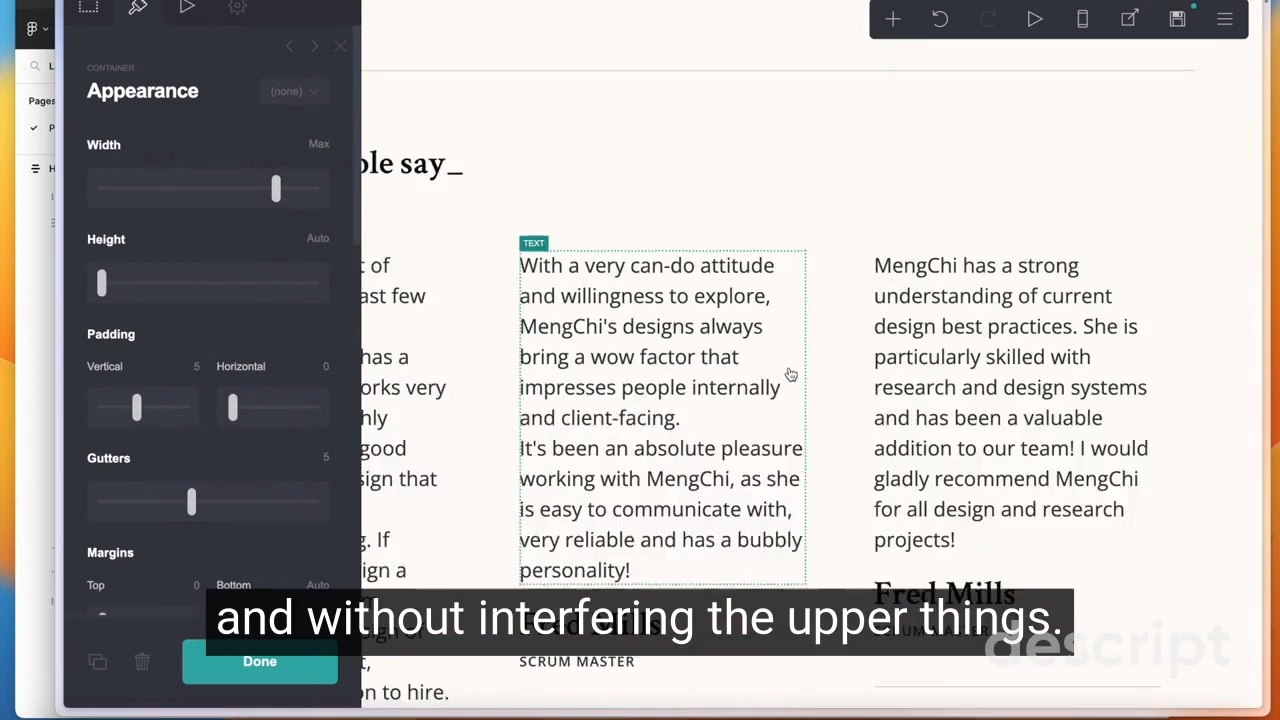 L
Pages
P
H
CONTAINER
Appearance
(none)
Width
Max
Height
Auto
Padding
Vertical
5
Horizontal
0
Gutters
5
Margins
Top
0
Bottom
Auto
Done
ple say_
t of
ast few
has a
orks very
hly
good
sign that
g. If
ign a
n to hire.
TEXT
With a very can-do attitude
and willingness to explore,
MengChi's designs always
bring a wow factor that
impresses people internally
and client-facing.
It's been an absolute pleasure
working with MengChi, as she
is easy to communicate with,
very reliable and has a bubbly
personality!
Fred Mills
SCRUM MASTER
MengChi has a strong
understanding of current
design best practices. She is
particularly skilled with
research and design systems
and has been a valuable
addition to our team! I would
gladly recommend MengChi
for all design and research
projects!
Fred Mills
SCRUM MASTER
and without interfering the upper things.
descript